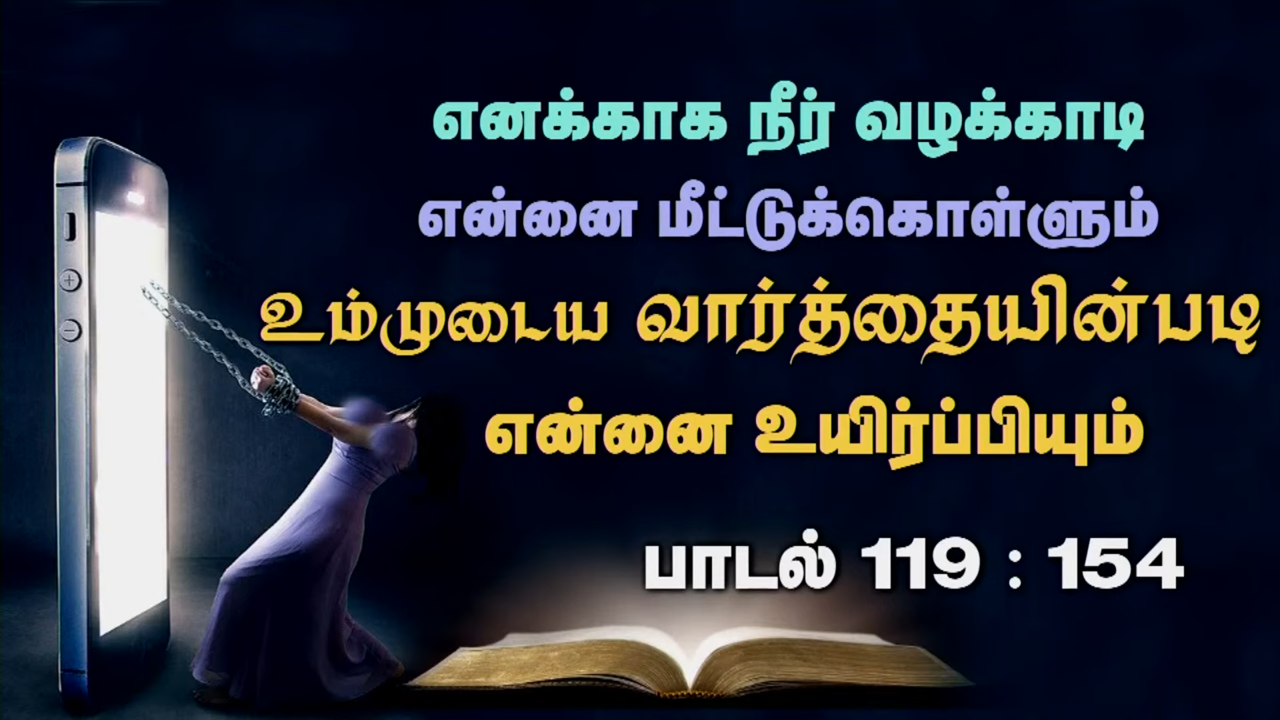 எனக்காக நீர் வழக்காடி
என்னை மீட்டுக்கொள்ளும்
உம்முடைய வார்த்தையின்படி
என்னை உயிர்ப்பியும்
பாடல் 119 : 154